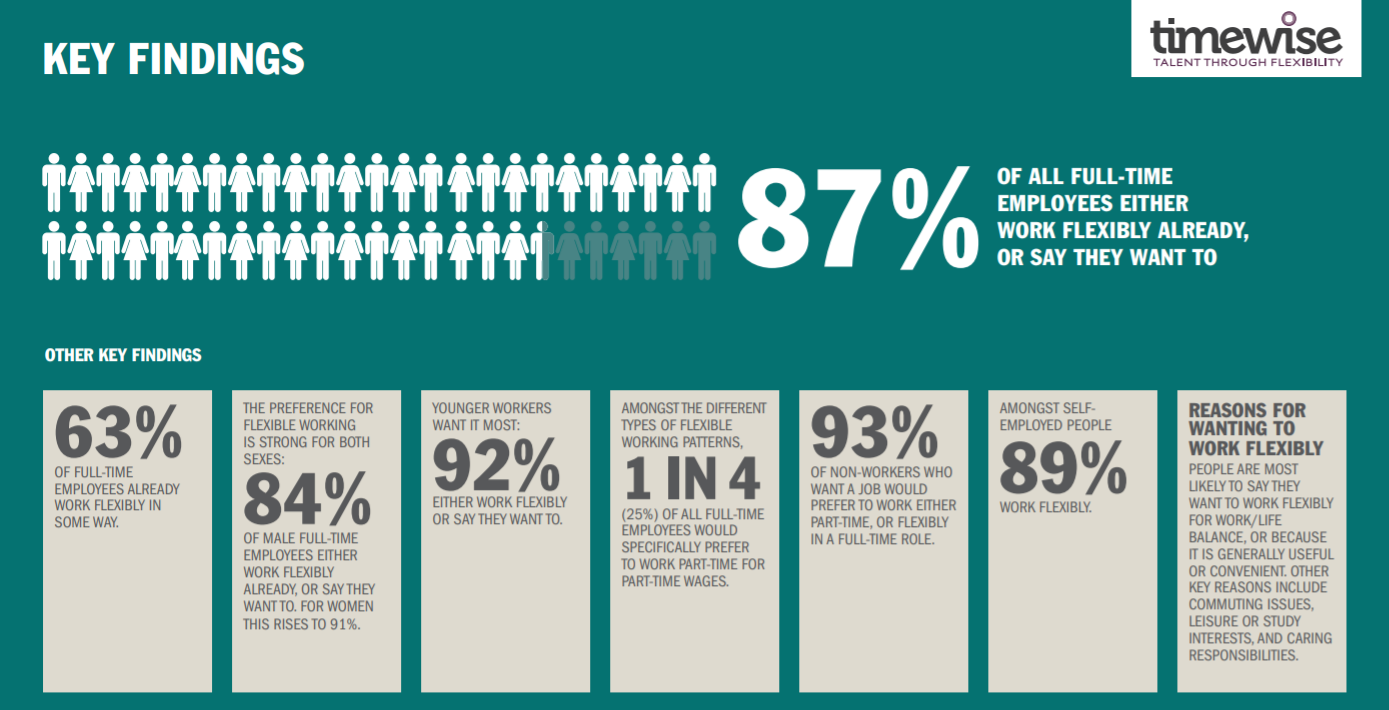 KEY FINDINGS
timewise
TALENT THROUGH FLEXIBILITY
87%
OF ALL FULL-TIME
EMPLOYEES EITHER
WORK FLEXIBLY ALREADY,
OR SAY THEY WANT TO
OTHER KEY FINDINGS
63%
OF FULL-TIME
EMPLOYEES ALREADY
WORK FLEXIBLY IN
SOME WAY.
THE PREFERENCE FOR
FLEXIBLE WORKING
IS STRONG FOR BOTH
SEXES:
84%
OF MALE FULL-TIME
EMPLOYEES EITHER
WORK FLEXIBLY
ALREADY, OR SAY THEY
WANT TO. FOR WOMEN
THIS RISES TO 91%.
YOUNGER WORKERS
WANT IT MOST:
92%
EITHER WORK FLEXIBLY
OR SAY THEY WANT TO.
AMONGST THE DIFFERENT
TYPES OF FLEXIBLE
WORKING PATTERNS,
1 IN 4
(25%) OF ALL FULL-TIME
EMPLOYEES WOULD
SPECIFICALLY PREFER
TO WORK PART-TIME FOR
PART-TIME WAGES.
93%
OF NON-WORKERS WHO
WANT A JOB WOULD
PREFER TO WORK EITHER
PART-TIME, OR FLEXIBLY
IN A FULL-TIME ROLE.
AMONGST SELF-
EMPLOYED PEOPLE
89%
WORK FLEXIBLY.
REASONS FOR
WANTING TO
WORK FLEXIBLY
PEOPLE ARE MOST
LIKELY TO SAY THEY
WANT TO WORK FLEXIBLY
FOR WORK/LIFE
BALANCE, OR BECAUSE
IT IS GENERALLY USEFUL
OR CONVENIENT. OTHER
KEY REASONS INCLUDE
COMMUTING ISSUES,
LEISURE OR STUDY
INTERESTS, AND CARING
RESPONSIBILITIES.